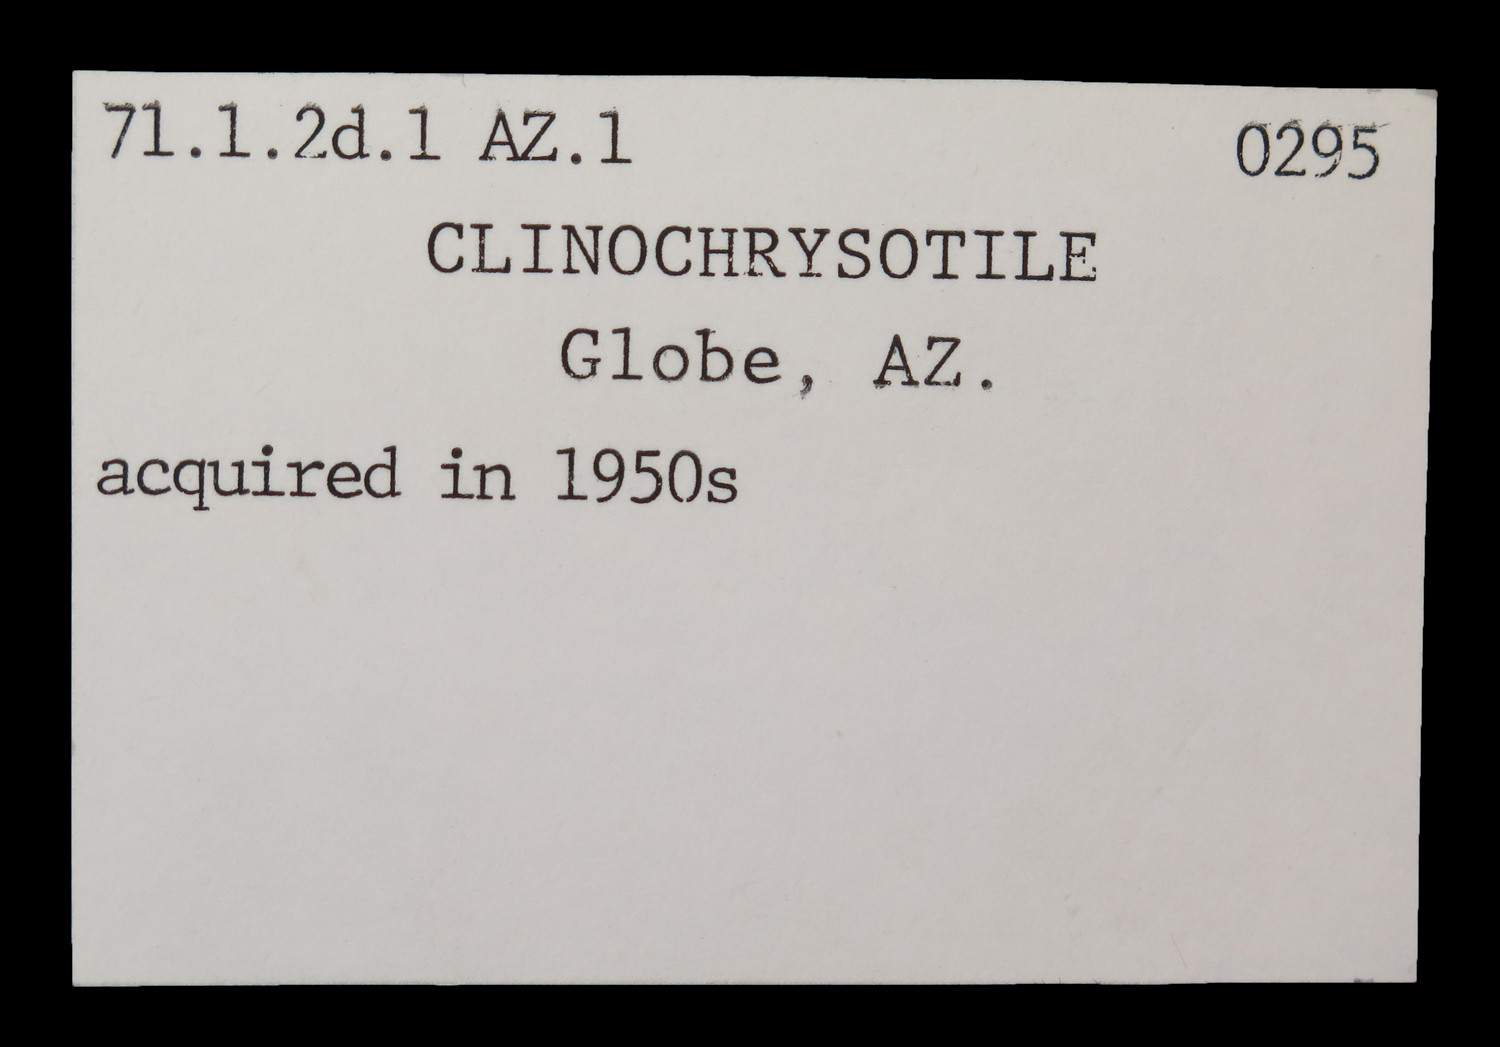 71.1.2d.1 AZ.1 0295
CLINOCHRYSOTILE
Globe, AZ.
acquired in 1950s